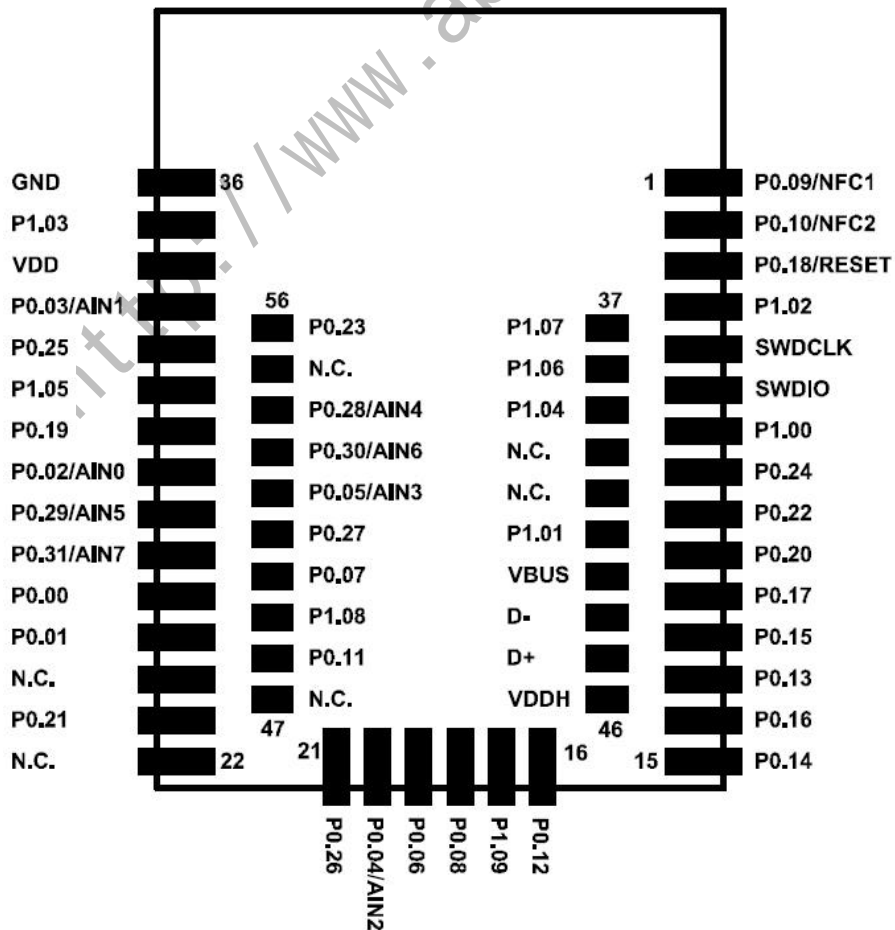 http://www.a
GND 36 1 P0.09/NFC1
P1.03 P0.10/NFC2
VDD P0.18/RESET
P0.03/AIN1 56 37 P1.02
P0.23 P1.07
P0.25 SWDCLK
N.C. P1.06
P1.05 SWDIO
P0.28/AIN4 P1.04
P0.19 P1.00
P0.30/AIN6 N.C.
P0.02/AIN0 P0.24
P0.05/AIN3 N.C.
P0.29/AIN5 P0.22
P0.27 P1.01
P0.31/AIN7 P0.20
P0.07 VBUS
P0.00 P0.17
P1.08 D-
P0.01 P0.15
P0.11 D+
N.C. P0.13
N.C. VDDH
P0.21 47 46 P0.16
N.C. 22 21 16 15 P0.14
P0.26 P0.04/AIN2 P0.06 P0.08 P1.09 P0.12